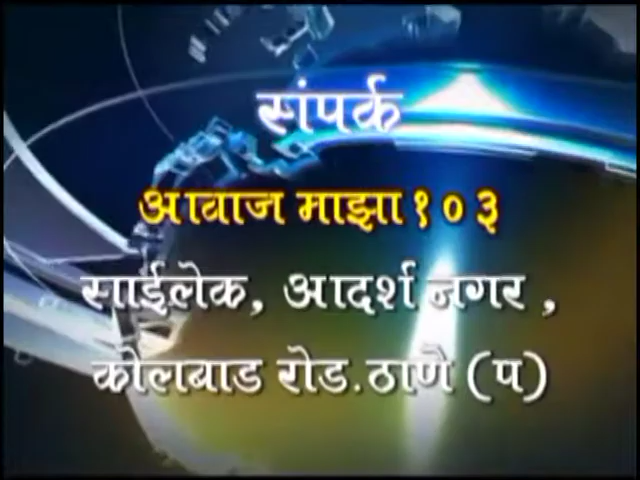 संपर्क
आवाज माझा १०३
साईलेक, आदर्श नगर ,
कोलबाड रोड.ठाणे (प)